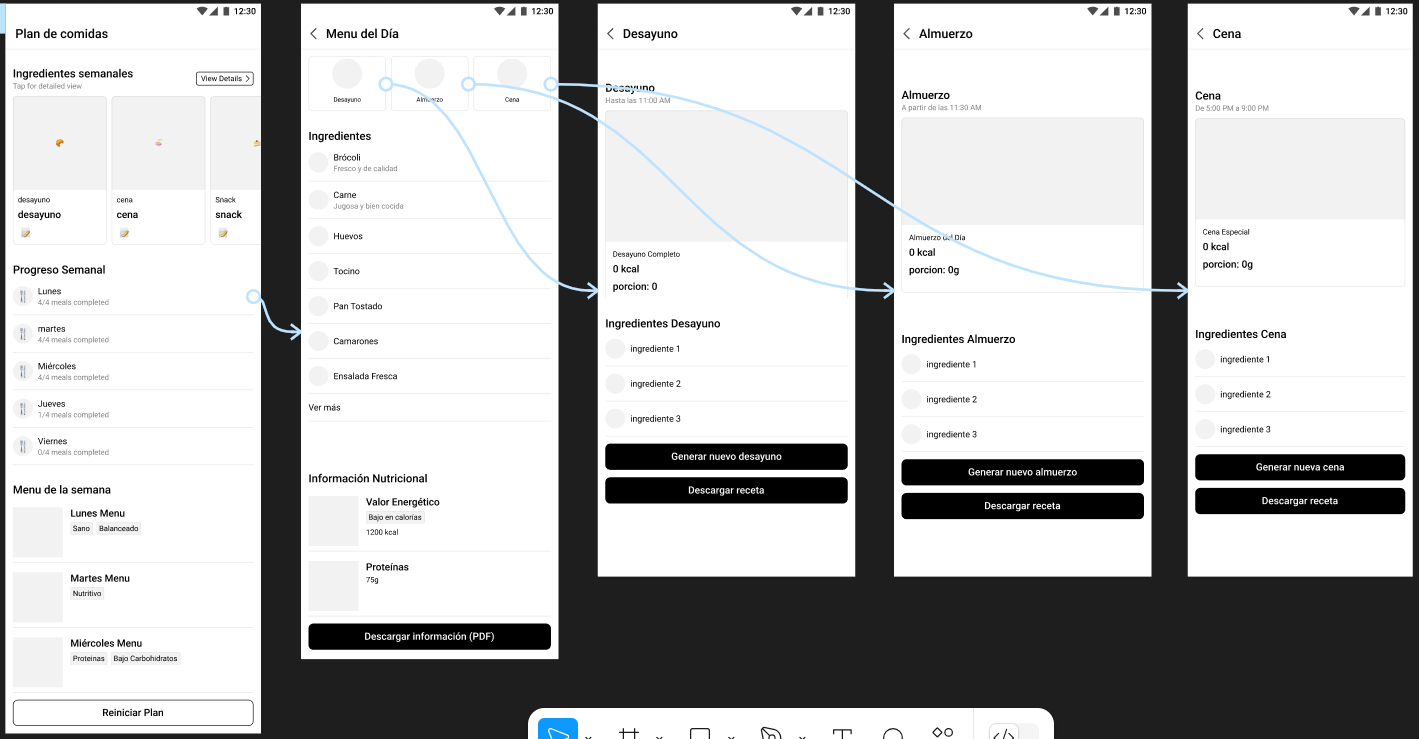 12:30
Plan de comidas
Ingredientes semanales
Tap for detailed view
View Details
desayuno
desayuno
cena
cena
Snack
snack
Progreso Semanal
Lunes
4/4 meals completed
martes
4/4 meals completed
Miércoles
4/4 meals completed
Jueves
1/4 meals completed
Viernes
0/4 meals completed
Menu de la semana
Lunes Menu
Sano Balanceado
Martes Menu
Nutritivo
Miércoles Menu
Proteinas Bajo Carbohidratos
Reiniciar Plan
12:30
Menu del Día
Desayuno
Almuerzo
Cena
Ingredientes
Brócoli
Fresco y de calidad
Carne
Jugosa y bien cocida
Huevos
Tocino
Pan Tostado
Camarones
Ensalada Fresca
Ver más
Información Nutricional
Valor Energético
Bajo en calorías
1200 kcal
Proteínas
75g
Descargar información (PDF)
12:30
Desayuno
Desayuno
Hasta las 11:00 AM
Desayuno Completo
0 kcal
porcion: 0
Ingredientes Desayuno
ingrediente 1
ingrediente 2
ingrediente 3
Generar nuevo desayuno
Descargar receta
12:30
Almuerzo
Almuerzo
A partir de las 11:30 AM
Almuerzo del Día
0 kcal
porcion: 0g
Ingredientes Almuerzo
ingrediente 1
ingrediente 2
ingrediente 3
Generar nuevo almuerzo
Descargar receta
12:30
Cena
Cena
De 5:00 PM a 9:00 PM
Cena Especial
0 kcal
porcion: 0g
Ingredientes Cena
ingrediente 1
ingrediente 2
ingrediente 3
Generar nueva cena
Descargar receta